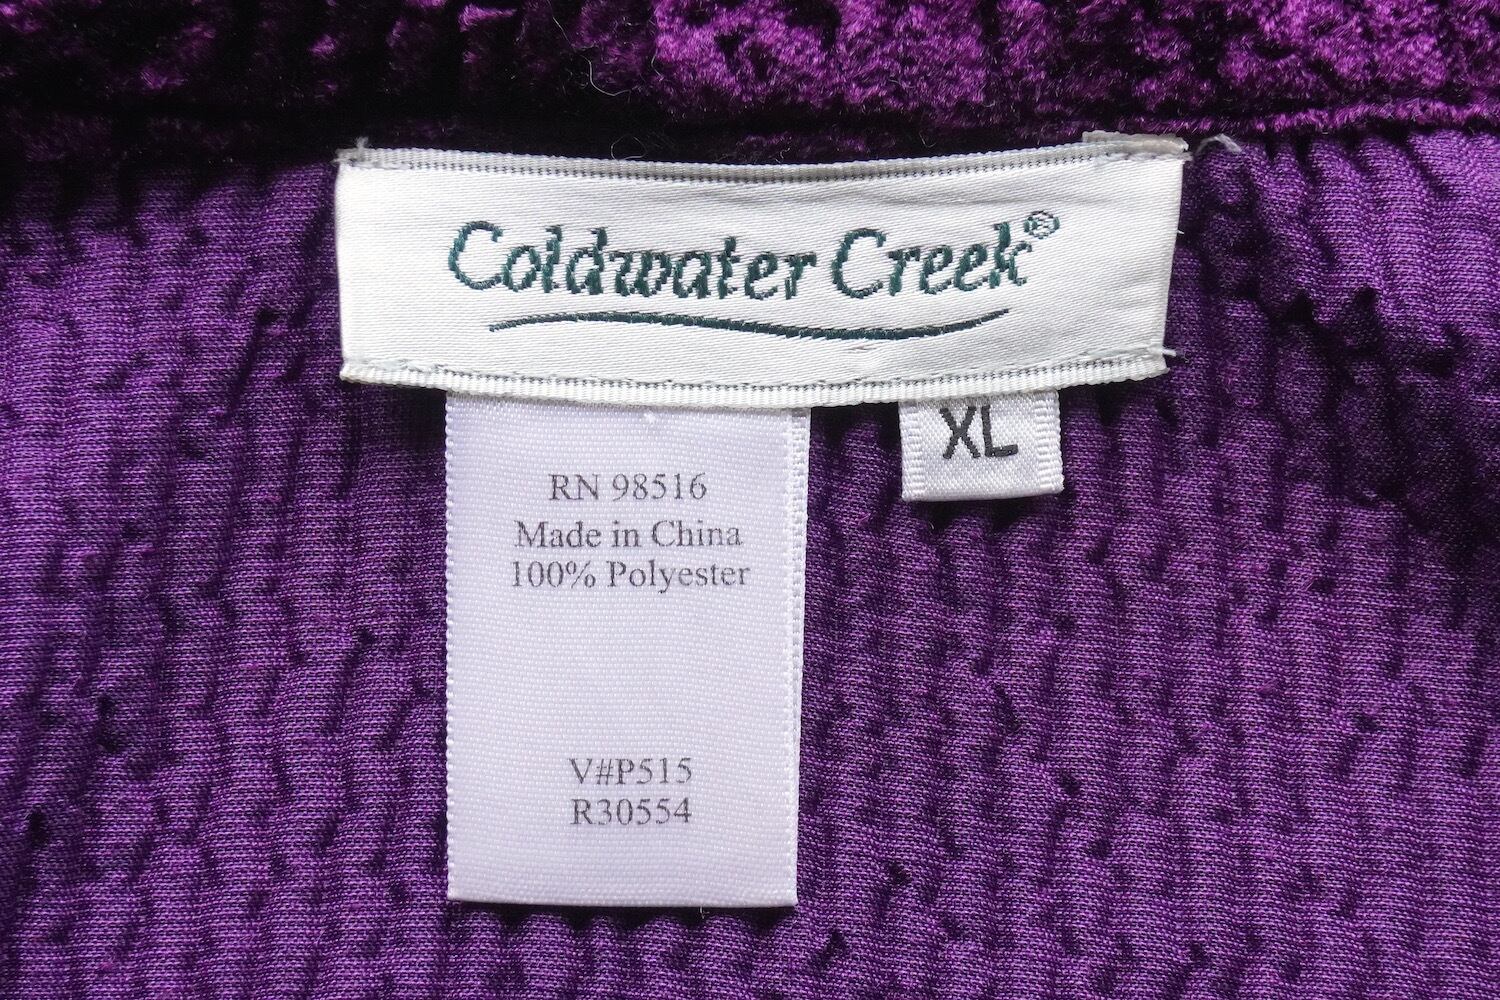 Coldwater Creek®
XL
RN 98516
Made in China
100% Polyester
V#P515
R30554